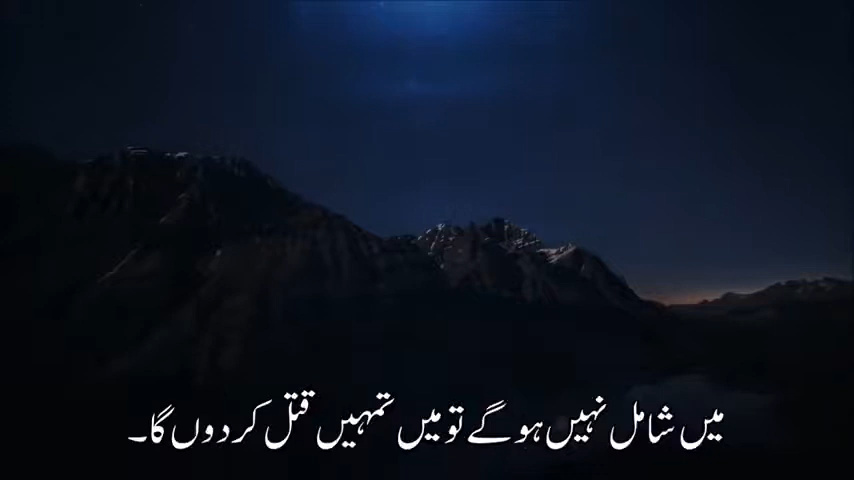 میں شامل نہیں ہو گے تو میں تمہیں قتل کر دوں گا۔